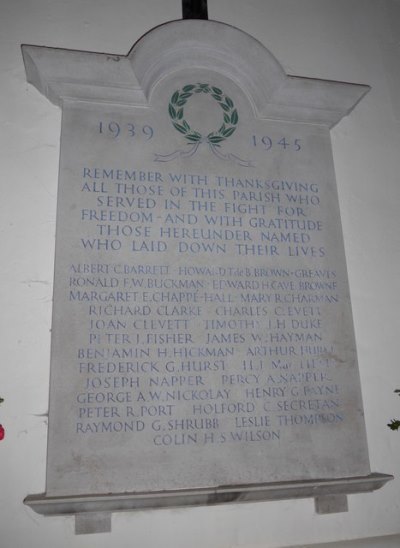 1939 1945
REMEMBER WITH THANKSGIVING
ALL THOSE OF THIS PARISH WHO
SERVED IN THE FIGHT FOR
FREEDOM - AND WITH GRATITUDE
THOSE HEREUNDER NAMED
WHO LAID DOWN THEIR LIVES
ALBERT C. BARRETT · HOWARD T. de B. BROWN-GREAVES
RONALD F. W. BUCKMAN · EDWARD H. CAVE BROWNE
MARGARET E. CHAPPÉ-HALL · MARY R. CHARMAN
RICHARD CLARKE · CHARLES CLEVETT
JOAN CLEVETT TIMOTHY J. H. DUKE
PETER J. FISHER JAMES W. HAYMAN
BENJAMIN H. HICKMAN · ARTHUR
FREDERICK G. HURST
JOSEPH NAPPER PERCY A. NAPPER
GEORGE A. W. NICKOLAY HENRY G. PAYNE
PETER R. PORT HOLFORD C. SECRETAN
RAYMOND G. SHRUBB LESLIE THOMPSON
COLIN H. S. WILSON